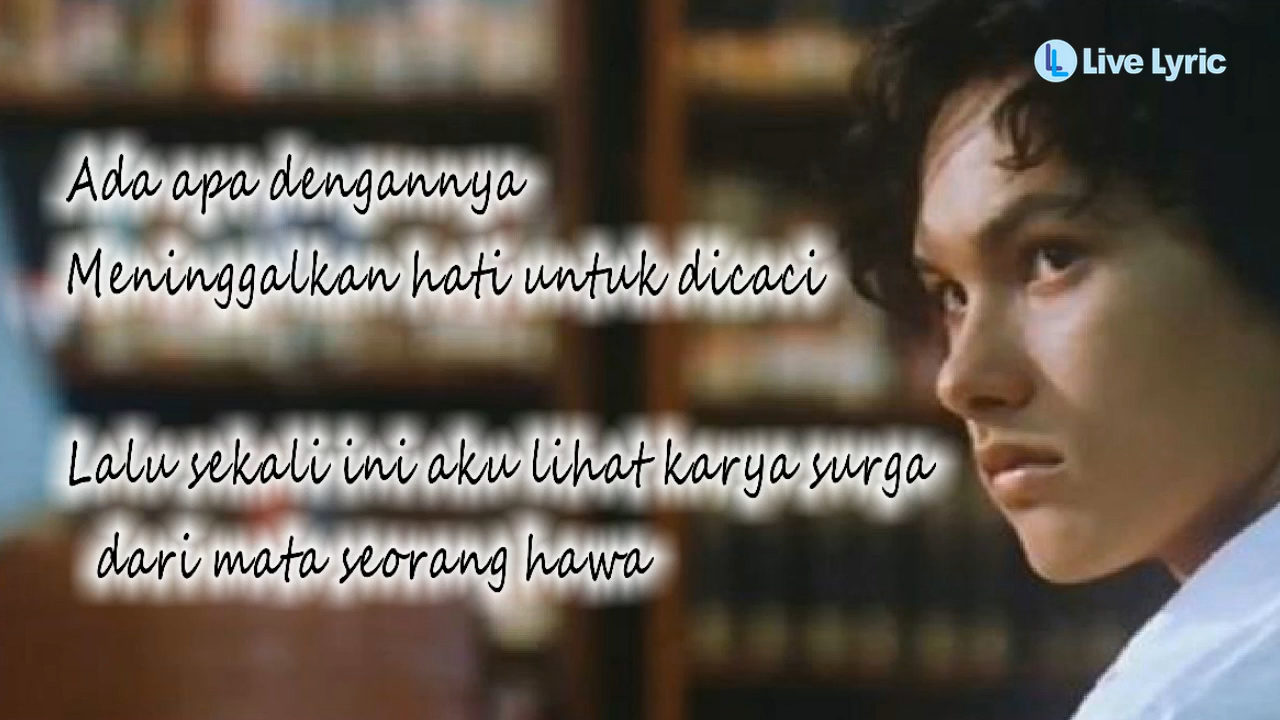 Live Lyric
Ada apa dengannya
Meninggalkan hati untuk dicaci
Lalu sekali ini aku lihat karya surga
dari mata seorang hawa